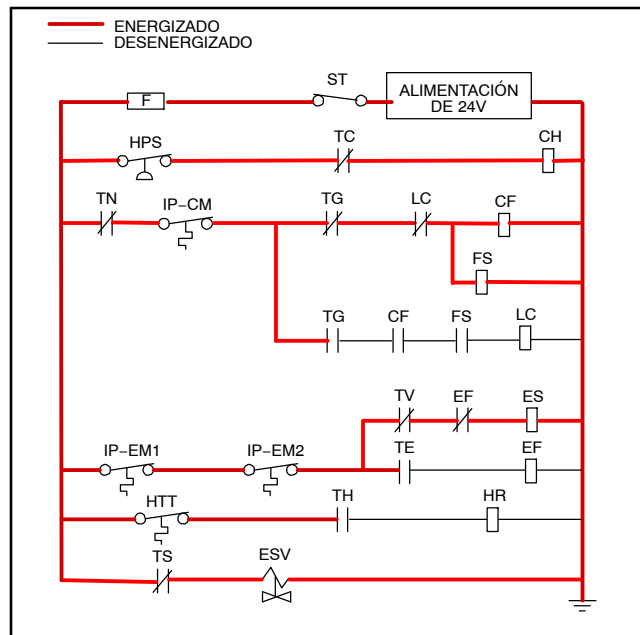 ENERGIZADO
DESENERGIZADO
F
ST
ALIMENTACIÓN
DE 24V
HPS
TC
CH
TN
IP–CM
TG
LC
CF
FS
TG
CF
FS
LC
TV
EF
ES
IP–EM1
IP–EM2
TE
EF
HTT
TH
HR
TS
ESV